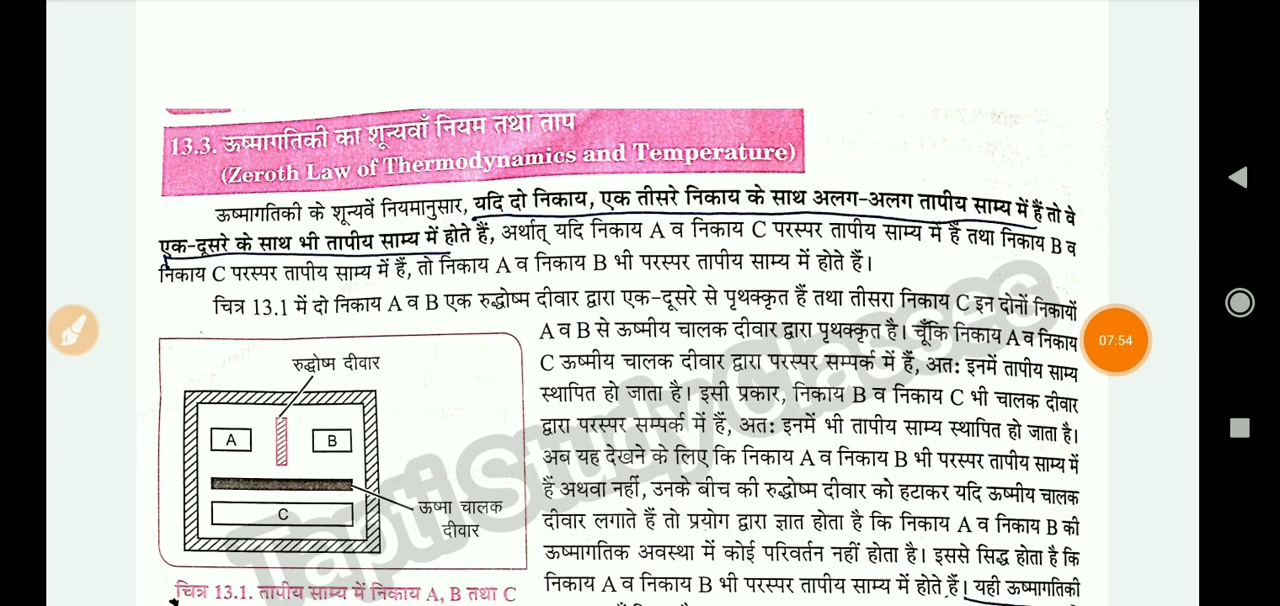 13.3. ऊष्मागतिकी का शून्यवाँ नियम तथा ताप
(Zeroth Law of Thermodynamics and Temperature)
ऊष्मागतिकी के शून्यवें नियमानुसार, यदि दो निकाय, एक तीसरे निकाय के साथ अलग-अलग तापीय साम्य में हैं तो वे
एक-दूसरे के साथ भी तापीय साम्य में होते हैं, अर्थात् यदि निकाय A व निकाय C परस्पर तापीय साम्य में हैं तथा निकाय B व
निकाय C परस्पर तापीय साम्य में हैं, तो निकाय A व निकाय B भी परस्पर तापीय साम्य में होते हैं।
चित्र 13.1 में दो निकाय A व B एक रुद्धोष्म दीवार द्वारा एक-दूसरे से पृथक्कृत हैं तथा तीसरा निकाय C इन दोनों निकायों
A व B से ऊष्मीय चालक दीवार द्वारा पृथक्कृत है। चूँकि निकाय A व निकाय
C ऊष्मीय चालक दीवार द्वारा परस्पर सम्पर्क में हैं, अत: इनमें तापीय साम्य
स्थापित हो जाता है। इसी प्रकार, निकाय B व निकाय C भी चालक दीवार
द्वारा परस्पर सम्पर्क में हैं, अत: इनमें भी तापीय साम्य स्थापित हो जाता है।
अब यह देखने के लिए कि निकाय A व निकाय B भी परस्पर तापीय साम्य में
हैं अथवा नहीं, उनके बीच की रुद्धोष्म दीवार को हटाकर यदि ऊष्मीय चालक
दीवार लगाते हैं तो प्रयोग द्वारा ज्ञात होता है कि निकाय A व निकाय B की
ऊष्मागतिक अवस्था में कोई परिवर्तन नहीं होता है। इससे सिद्ध होता है कि
निकाय A व निकाय B भी परस्पर तापीय साम्य में होते हैं। यही ऊष्मागतिकी
रुद्धोष्म दीवार
A
B
C
ऊष्मा चालक
दीवार
चित्र 13.1. तापीय साम्य में निकाय A, B तथा C
Tapti Study Classes
07:54